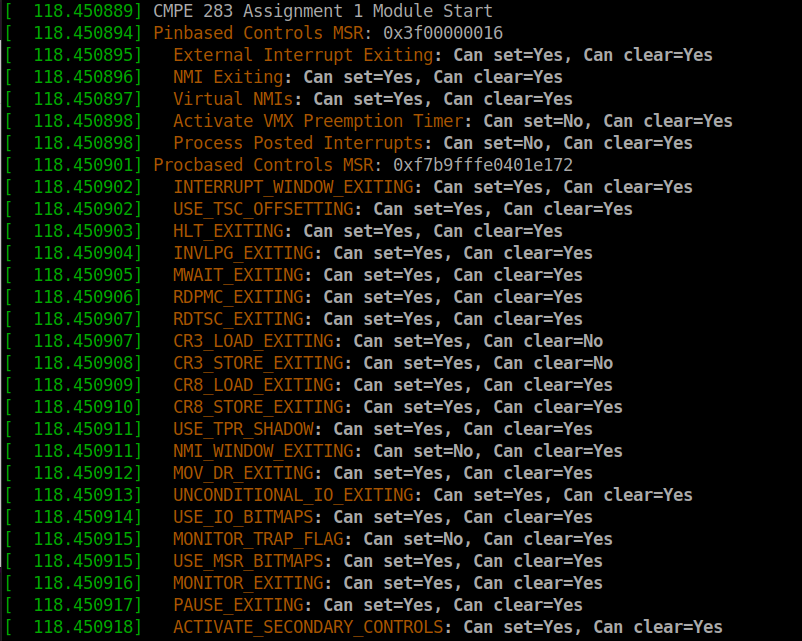 [  118.450889] CMPE 283 Assignment 1 Module Start
[  118.450894] Pinbased Controls MSR: 0x3f00000016
[  118.450895]   External Interrupt Exiting: Can set=Yes, Can clear=Yes
[  118.450896]   NMI Exiting: Can set=Yes, Can clear=Yes
[  118.450897]   Virtual NMIs: Can set=Yes, Can clear=Yes
[  118.450898]   Activate VMX Preemption Timer: Can set=No, Can clear=Yes
[  118.450898]   Process Posted Interrupts: Can set=No, Can clear=Yes
[  118.450901] Procbased Controls MSR: 0xf7b9fffe0401e172
[  118.450902]   INTERRUPT_WINDOW_EXITING: Can set=Yes, Can clear=Yes
[  118.450902]   USE_TSC_OFFSETTING: Can set=Yes, Can clear=Yes
[  118.450903]   HLT_EXITING: Can set=Yes, Can clear=Yes
[  118.450904]   INVLPG_EXITING: Can set=Yes, Can clear=Yes
[  118.450905]   MWAIT_EXITING: Can set=Yes, Can clear=Yes
[  118.450906]   RDPMC_EXITING: Can set=Yes, Can clear=Yes
[  118.450907]   RDTSC_EXITING: Can set=Yes, Can clear=Yes
[  118.450907]   CR3_LOAD_EXITING: Can set=Yes, Can clear=No
[  118.450908]   CR3_STORE_EXITING: Can set=Yes, Can clear=No
[  118.450909]   CR8_LOAD_EXITING: Can set=Yes, Can clear=Yes
[  118.450910]   CR8_STORE_EXITING: Can set=Yes, Can clear=Yes
[  118.450911]   USE_TPR_SHADOW: Can set=Yes, Can clear=Yes
[  118.450911]   NMI_WINDOW_EXITING: Can set=No, Can clear=Yes
[  118.450912]   MOV_DR_EXITING: Can set=Yes, Can clear=Yes
[  118.450913]   UNCONDITIONAL_IO_EXITING: Can set=Yes, Can clear=Yes
[  118.450914]   USE_IO_BITMAPS: Can set=Yes, Can clear=Yes
[  118.450915]   MONITOR_TRAP_FLAG: Can set=No, Can clear=Yes
[  118.450915]   USE_MSR_BITMAPS: Can set=Yes, Can clear=Yes
[  118.450916]   MONITOR_EXITING: Can set=Yes, Can clear=Yes
[  118.450917]   PAUSE_EXITING: Can set=Yes, Can clear=Yes
[  118.450918]   ACTIVATE_SECONDARY_CONTROLS: Can set=Yes, Can clear=Yes